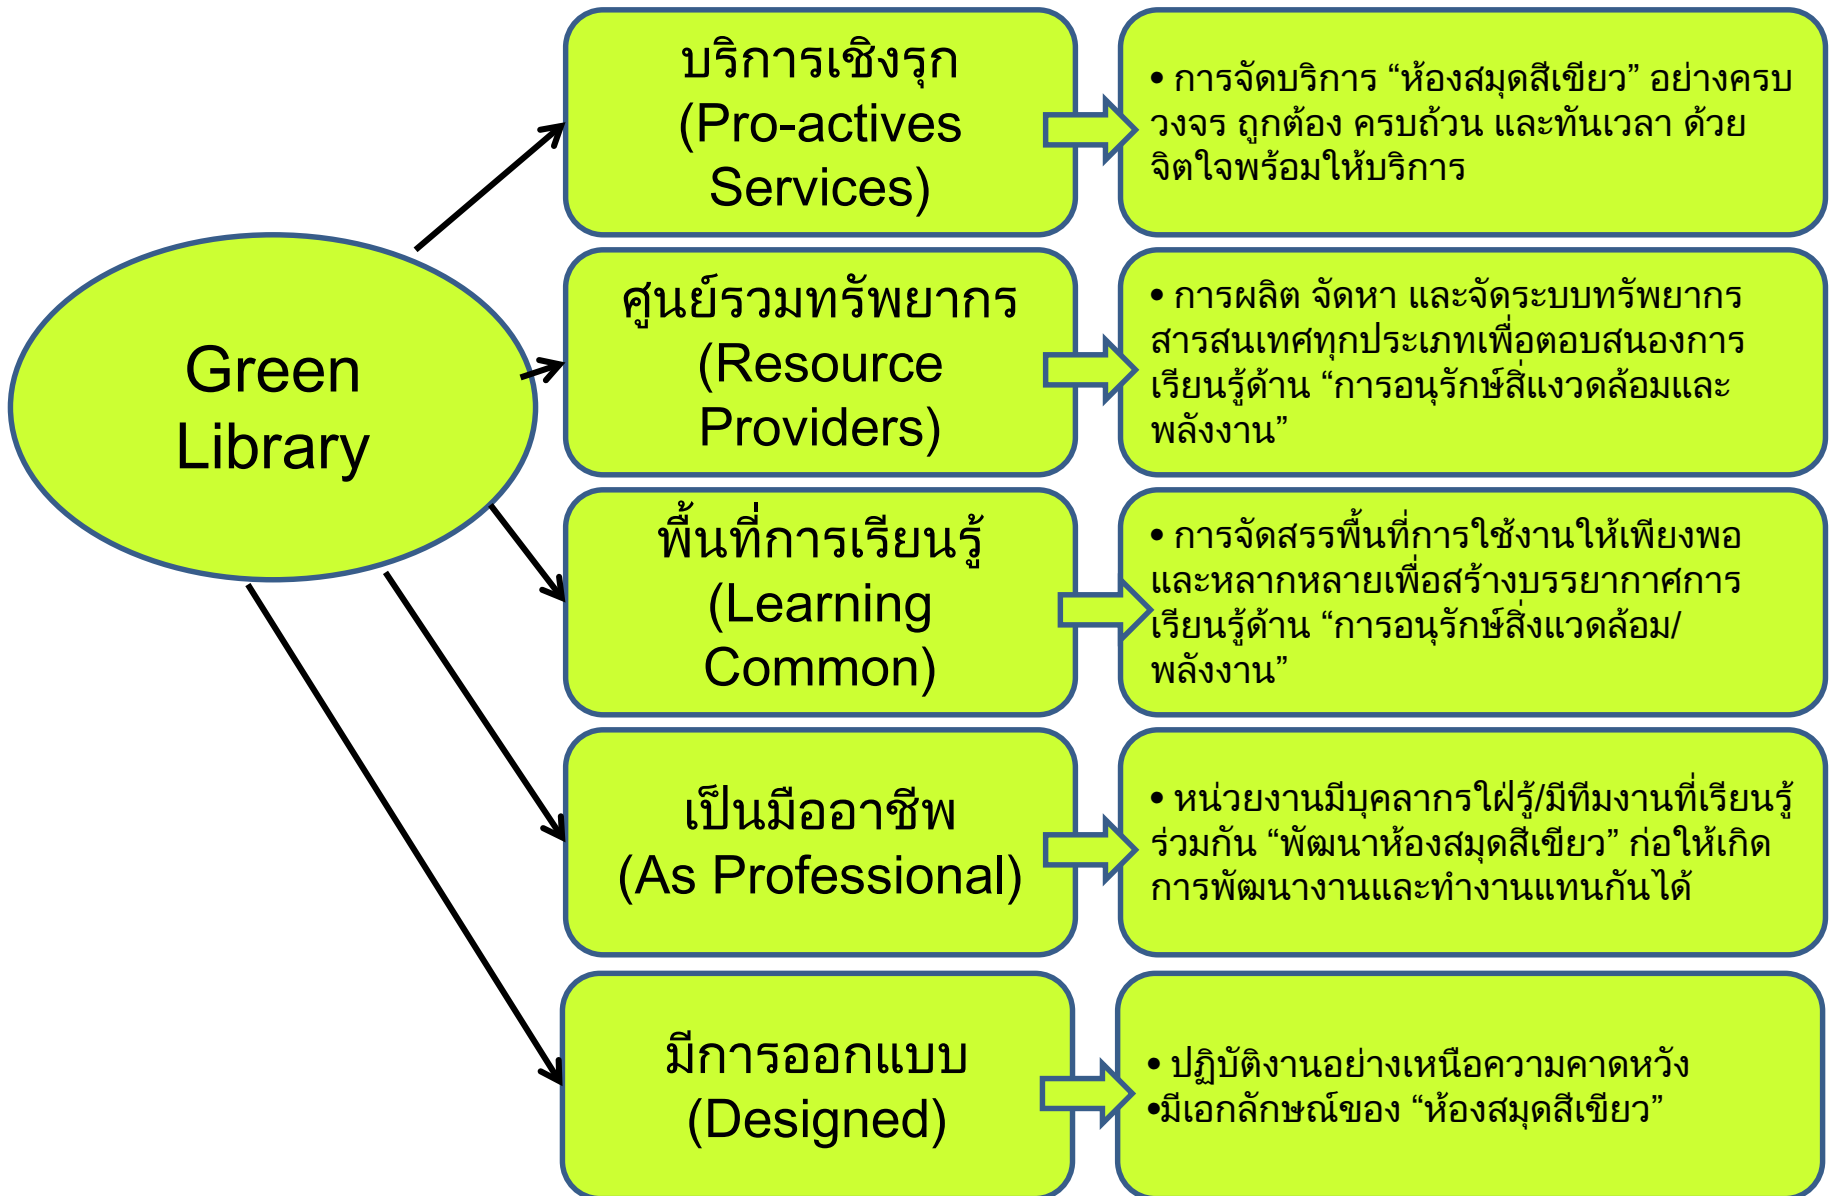 Green
Library
บริการเชิงรุก
(Pro-actives
Services)
• การจัดบริการ “ห้องสมุดสีเขียว” อย่างครบ
วงจร ถูกต้อง ครบถ้วน และทันเวลา ด้วย
จิตใจพร้อมให้บริการ
ศูนย์รวมทรัพยากร
(Resource
Providers)
• การผลิต จัดหา และจัดระบบทรัพยากร
สารสนเทศทุกประเภทเพื่อตอบสนองการ
เรียนรู้ด้าน “การอนุรักษ์สิ่แงวดล้อมและ
พลังงาน”
พื้นที่การเรียนรู้
(Learning
Common)
• การจัดสรรพื้นที่การใช้งานให้เพียงพอ
และหลากหลายเพื่อสร้างบรรยากาศการ
เรียนรู้ด้าน “การอนุรักษ์สิ่งแวดล้อม/
พลังงาน”
เป็นมืออาชีพ
(As Professional)
• หน่วยงานมีบุคลากรใฝ่รู้/มีทีมงานที่เรียนรู้
ร่วมกัน “พัฒนาห้องสมุดสีเขียว” ก่อให้เกิด
การพัฒนางานและทำงานแทนกันได้
มีการออกแบบ
(Designed)
• ปฏิบัติงานอย่างเหนือความคาดหวัง
•มีเอกลักษณ์ของ “ห้องสมุดสีเขียว”